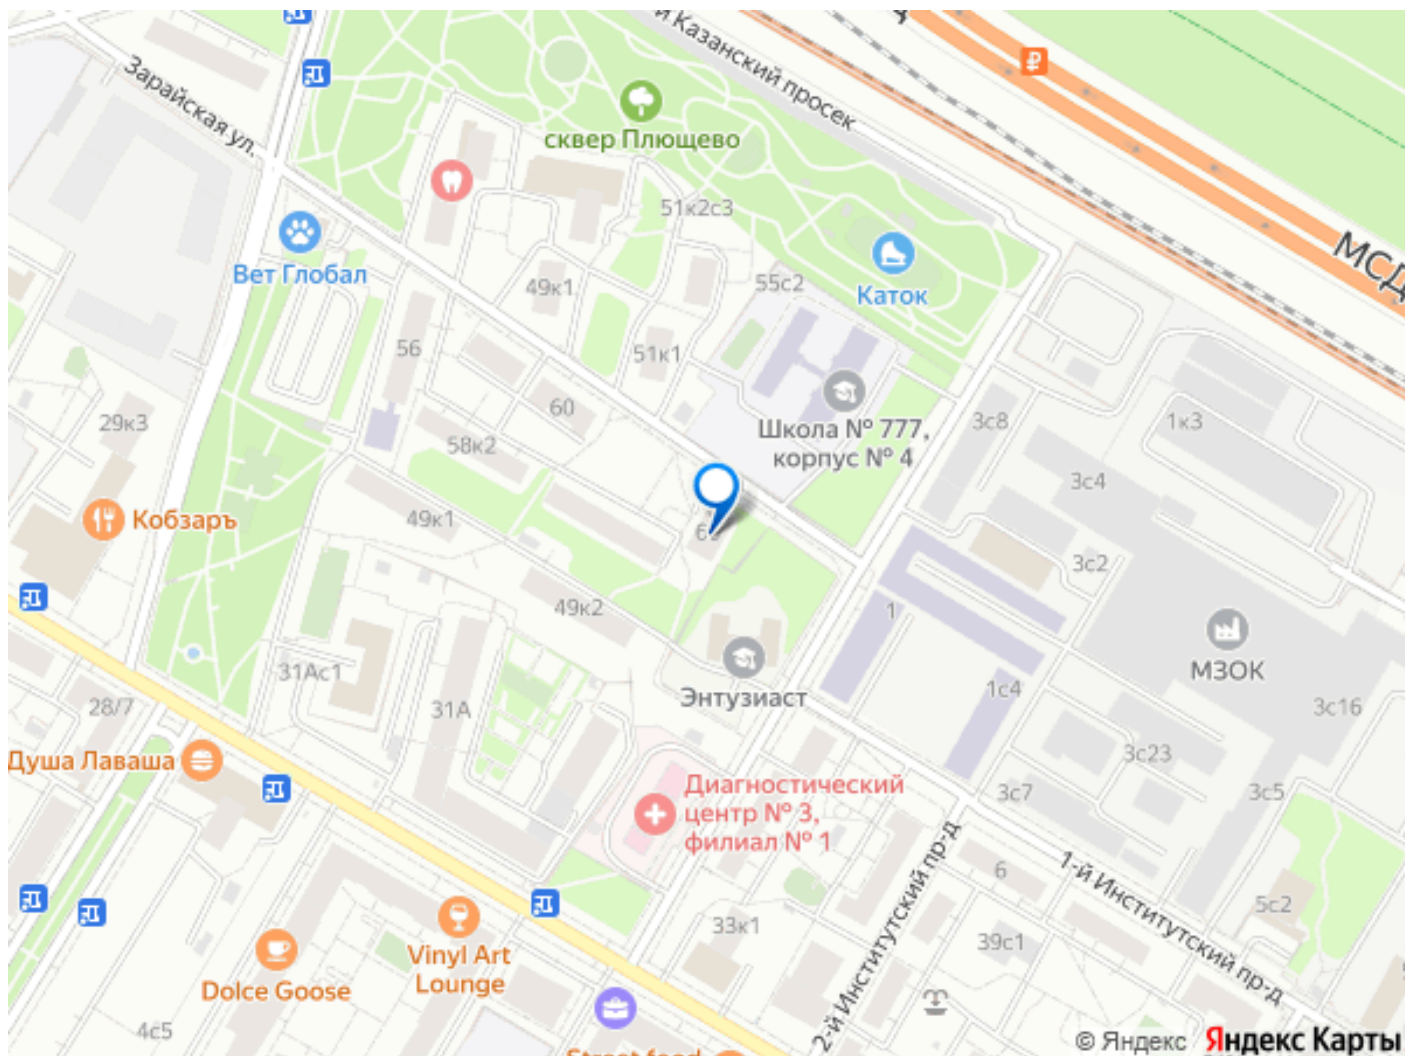 й Казанский просек
Зарайская ул.
сквер Плющево
51к2с3
МСД
Вет Глобал
49к1
55с2
Каток
56
51к1
60
29к3
58к2
Школа № 777,
корпус № 4
3с8
1к3
3с4
Кобзаръ
49к1
3с2
49к2
1
МЗОК
31Ас1
Энтузиаст
1с4
28/7
31А
3с16
Душа Лаваша
3с23
Диагностический
центр № 3,
филиал № 1
3с7
3с5
6
1-й Институтский пр-д
2-й Институтский пр-д
5с2
33к1
39с1
Vinyl Art
Lounge
Dolce Goose
4с5
Street food
© Яндекс Яндекс Карты